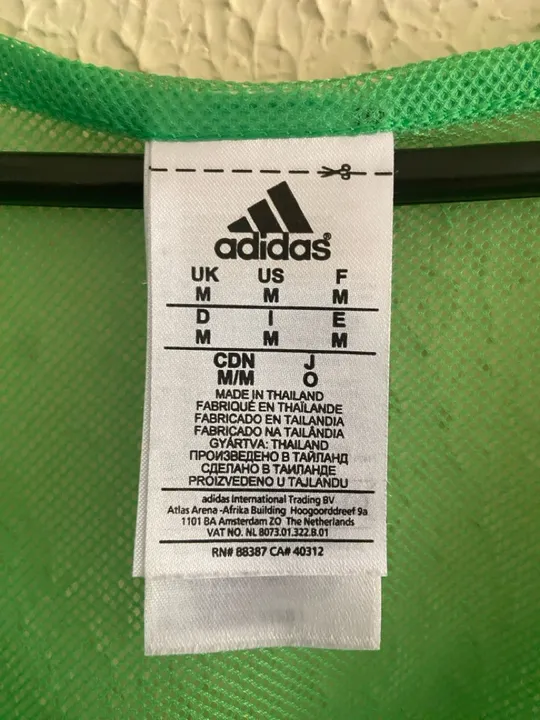 adidas®
UK US F
M M M
D I E
M M M
CDN J
M/M O
MADE IN THAILAND
FABRIQUÉ EN THAÏLANDE
FABRICADO EN TAILANDIA
FABRICADO NA TAILÂNDIA
GYÁRTVA: THAILAND
ПРОИЗВЕДЕНО В ТАЙЛАНД
СДЕЛАНО В ТАИЛАНДЕ
PROIZVEDENO U TAJLANDU
adidas International Trading BV
Atlas Arena -Afrika Building Hoogoorddreef 9a
1101 BA Amsterdam ZO The Netherlands
VAT NO. NL 8073.01.322.B.01
RN# 88387 CA# 40312